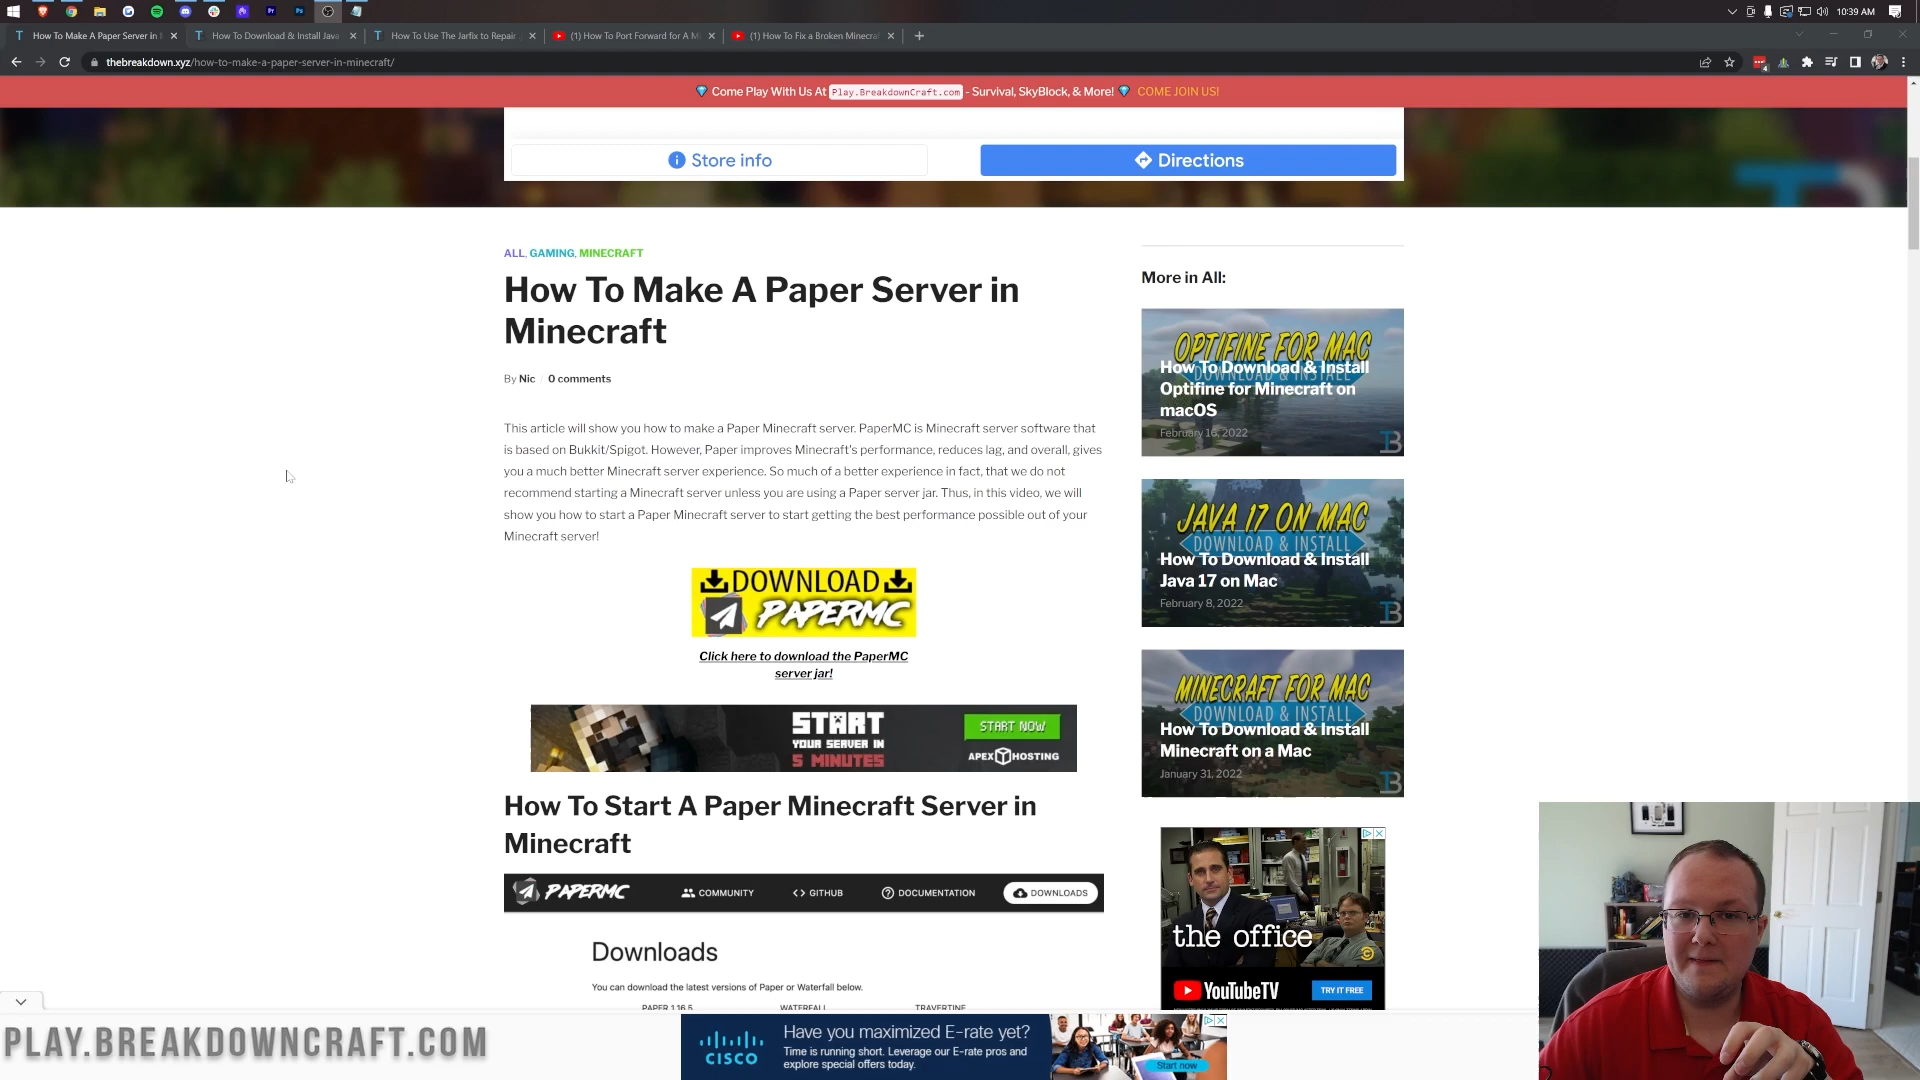 10:39 AM
How To Make A Paper Server in
How To Download & Install Java
How To Use The Jarfix to Repair
(1) How To Port Forward for A M
(1) How To Fix a Broken Minecraf
thebreakdown.xyz/how-to-make-a-paper-server-in-minecraft/
Come Play With Us At Play.BreakdownCraft.com - Survival, SkyBlock, & More! COME JOIN US!
Store info
Directions
ALL, GAMING, MINECRAFT
How To Make A Paper Server in
Minecraft
By Nic / 0 comments
This article will show you how to make a Paper Minecraft server. PaperMC is Minecraft server software that
is based on Bukkit/Spigot. However, Paper improves Minecraft's performance, reduces lag, and overall, gives
you a much better Minecraft server experience. So much of a better experience in fact, that we do not
recommend starting a Minecraft server unless you are using a Paper server jar. Thus, in this video, we will
show you how to start a Paper Minecraft server to start getting the best performance possible out of your
Minecraft server!
DOWNLOAD
PAPERMC
Click here to download the PaperMC
server jar!
START
YOUR SERVER IN
5 MINUTES
START NOW
APEX HOSTING
How To Start A Paper Minecraft Server in
Minecraft
PAPERMC
COMMUNITY
GITHUB
DOCUMENTATION
DOWNLOADS
Downloads
You can download the latest versions of Paper or Waterfall below.
PAPER 1.16.5
WATERFALL
TRAVERTINE
More in All:
OPTIFINE FOR MAC
DOWNLOAD & INSTALL
How To Download & Install
Optifine for Minecraft on
macOS
February 16, 2022
JAVA 17 ON MAC
DOWNLOAD & INSTALL
How To Download & Install
Java 17 on Mac
February 8, 2022
MINECRAFT FOR MAC
DOWNLOAD & INSTALL
How To Download & Install
Minecraft on a Mac
January 31, 2022
the office
YouTubeTV
TRY IT FREE
PLAY.BREAKDOWNCRAFT.COM
CISCO
Have you maximized E-rate yet?
Time is running short. Leverage our E-rate pros and
explore special offers today.
Start now